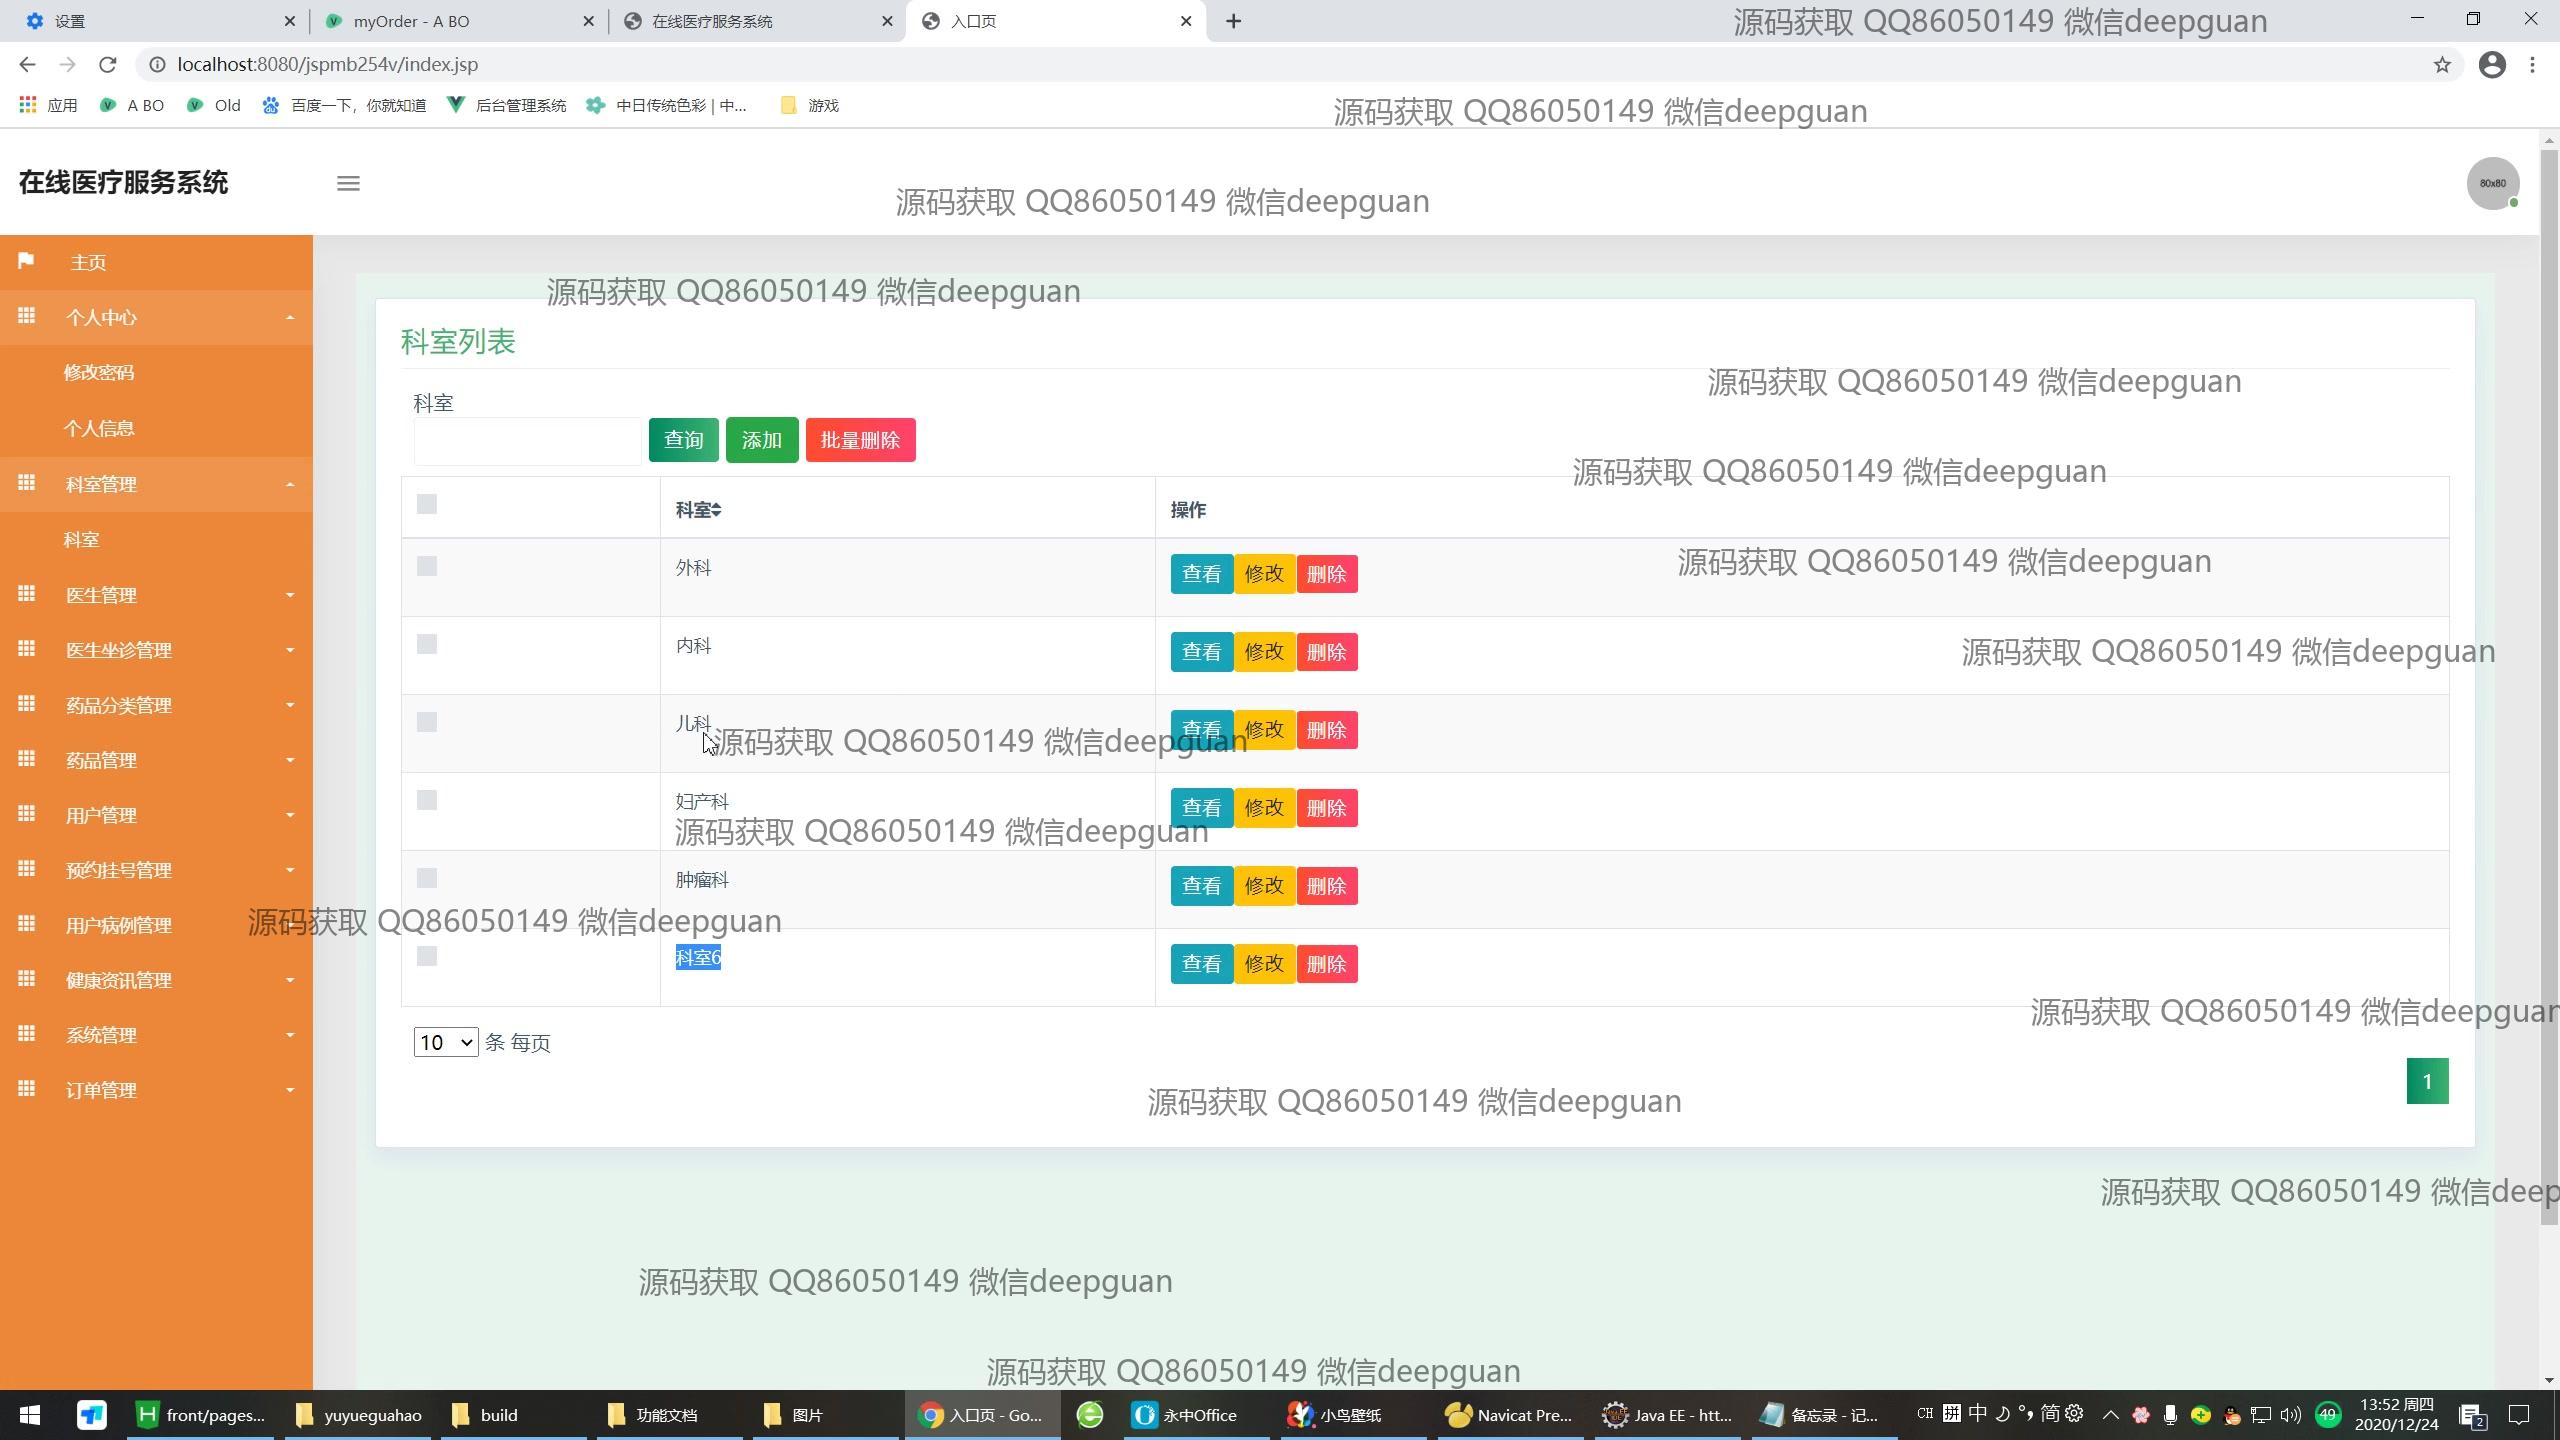 设置
myOrder - A BO
在线医疗服务系统
入口页
源码获取 QQ86050149 微信deepguan
localhost:8080/jspmb254v/index.jsp
应用
A BO
Old
百度一下，你就知道
后台管理系统
中日传统色彩 | 中...
游戏
源码获取 QQ86050149 微信deepguan
在线医疗服务系统
80x80
源码获取 QQ86050149 微信deepguan
主页
源码获取 QQ86050149 微信deepguan
个人中心
科室列表
修改密码
源码获取 QQ86050149 微信deepguan
科室
个人信息
查询
添加
批量删除
源码获取 QQ86050149 微信deepguan
科室管理
科室
操作
科室
外科
查看 修改 删除
源码获取 QQ86050149 微信deepguan
医生管理
内科
查看 修改 删除
源码获取 QQ86050149 微信deepguan
医生坐诊管理
药品分类管理
儿科
查看 修改 删除
源码获取 QQ86050149 微信deepguan
药品管理
妇产科
查看 修改 删除
用户管理
源码获取 QQ86050149 微信deepguan
预约挂号管理
肿瘤科
查看 修改 删除
用户病例管理
源码获取 QQ86050149 微信deepguan
科室6
查看 修改 删除
健康资讯管理
源码获取 QQ86050149 微信deepguan
系统管理
10 条 每页
1
订单管理
源码获取 QQ86050149 微信deepguan
源码获取 QQ86050149 微信deep
源码获取 QQ86050149 微信deepguan
源码获取 QQ86050149 微信deepguan
front/pages...
yuyueguahao
build
功能文档
图片
入口页 - Go...
永中Office
小鸟壁纸
Navicat Pre...
Java EE - htt...
备忘录 - 记...
CH 拼 中 简
49
13:52 周四
2020/12/24
2